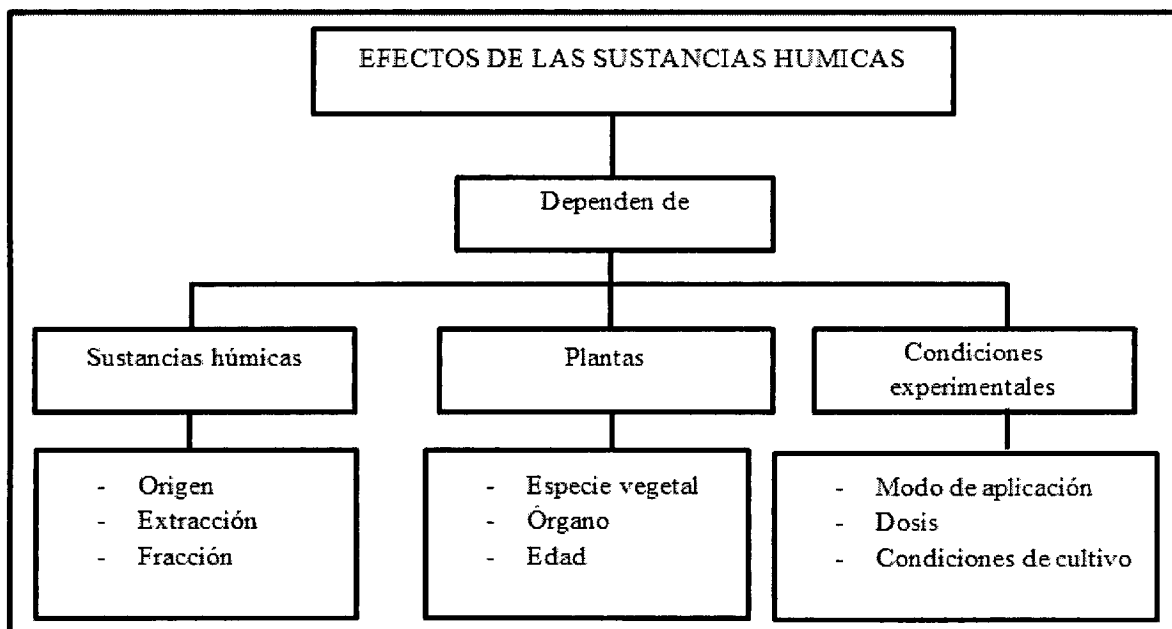 EFECTOS DE LAS SUSTANCIAS HUMICAS
Dependen de
Sustancias húmicas
Plantas
Condiciones
experimentales
- Origen
- Extracción
- Fracción
- Especie vegetal
- Órgano
- Edad
- Modo de aplicación
- Dosis
- Condiciones de cultivo